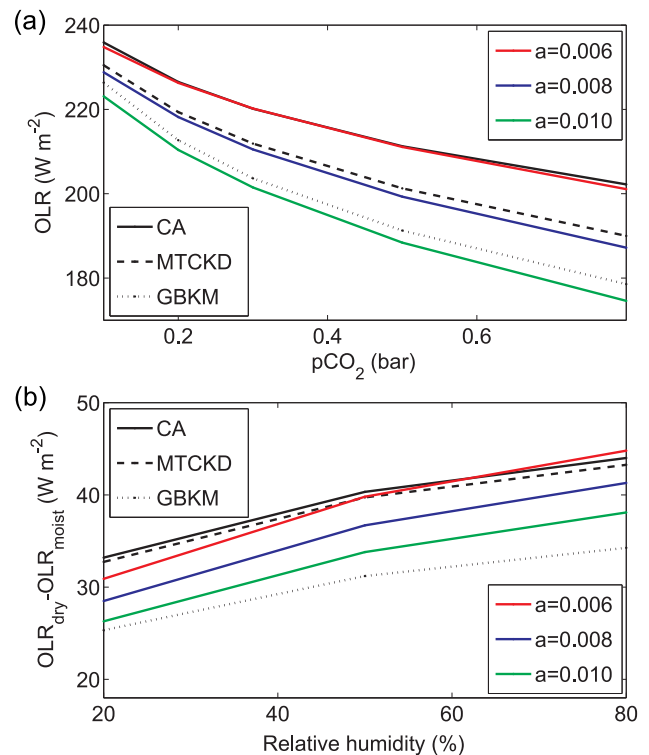 (a)
240
220
200
180
OLR (W m⁻²)
a=0.006
a=0.008
a=0.010
CA
MTCKD
GBKM
0.2
0.4
0.6
pCO₂ (bar)
(b)
50
40
30
20
OLR_dry-OLR_moist (W m⁻²)
CA
MTCKD
GBKM
a=0.006
a=0.008
a=0.010
20
40
60
80
Relative humidity (%)